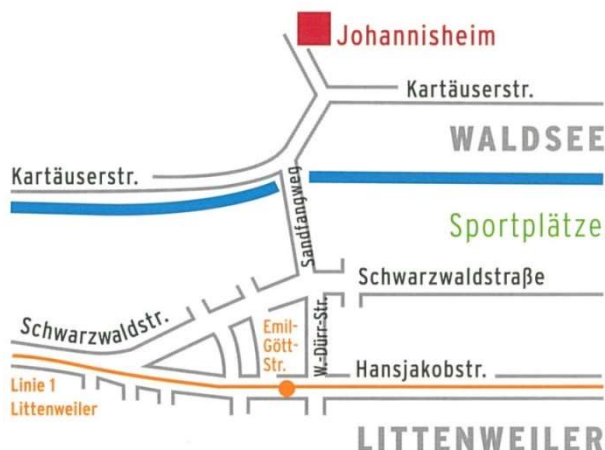 Johannisheim
Kartäuserstr.
WALDSEE
Kartäuserstr.
Sandfangweg
Sportplätze
Schwarzwaldstraße
Schwarzwaldstr.
Emil-
Gött-
Str.
W.-Dürr-Str.
Hansjakobstr.
Linie 1
Littenweiler
LITTENWEILER